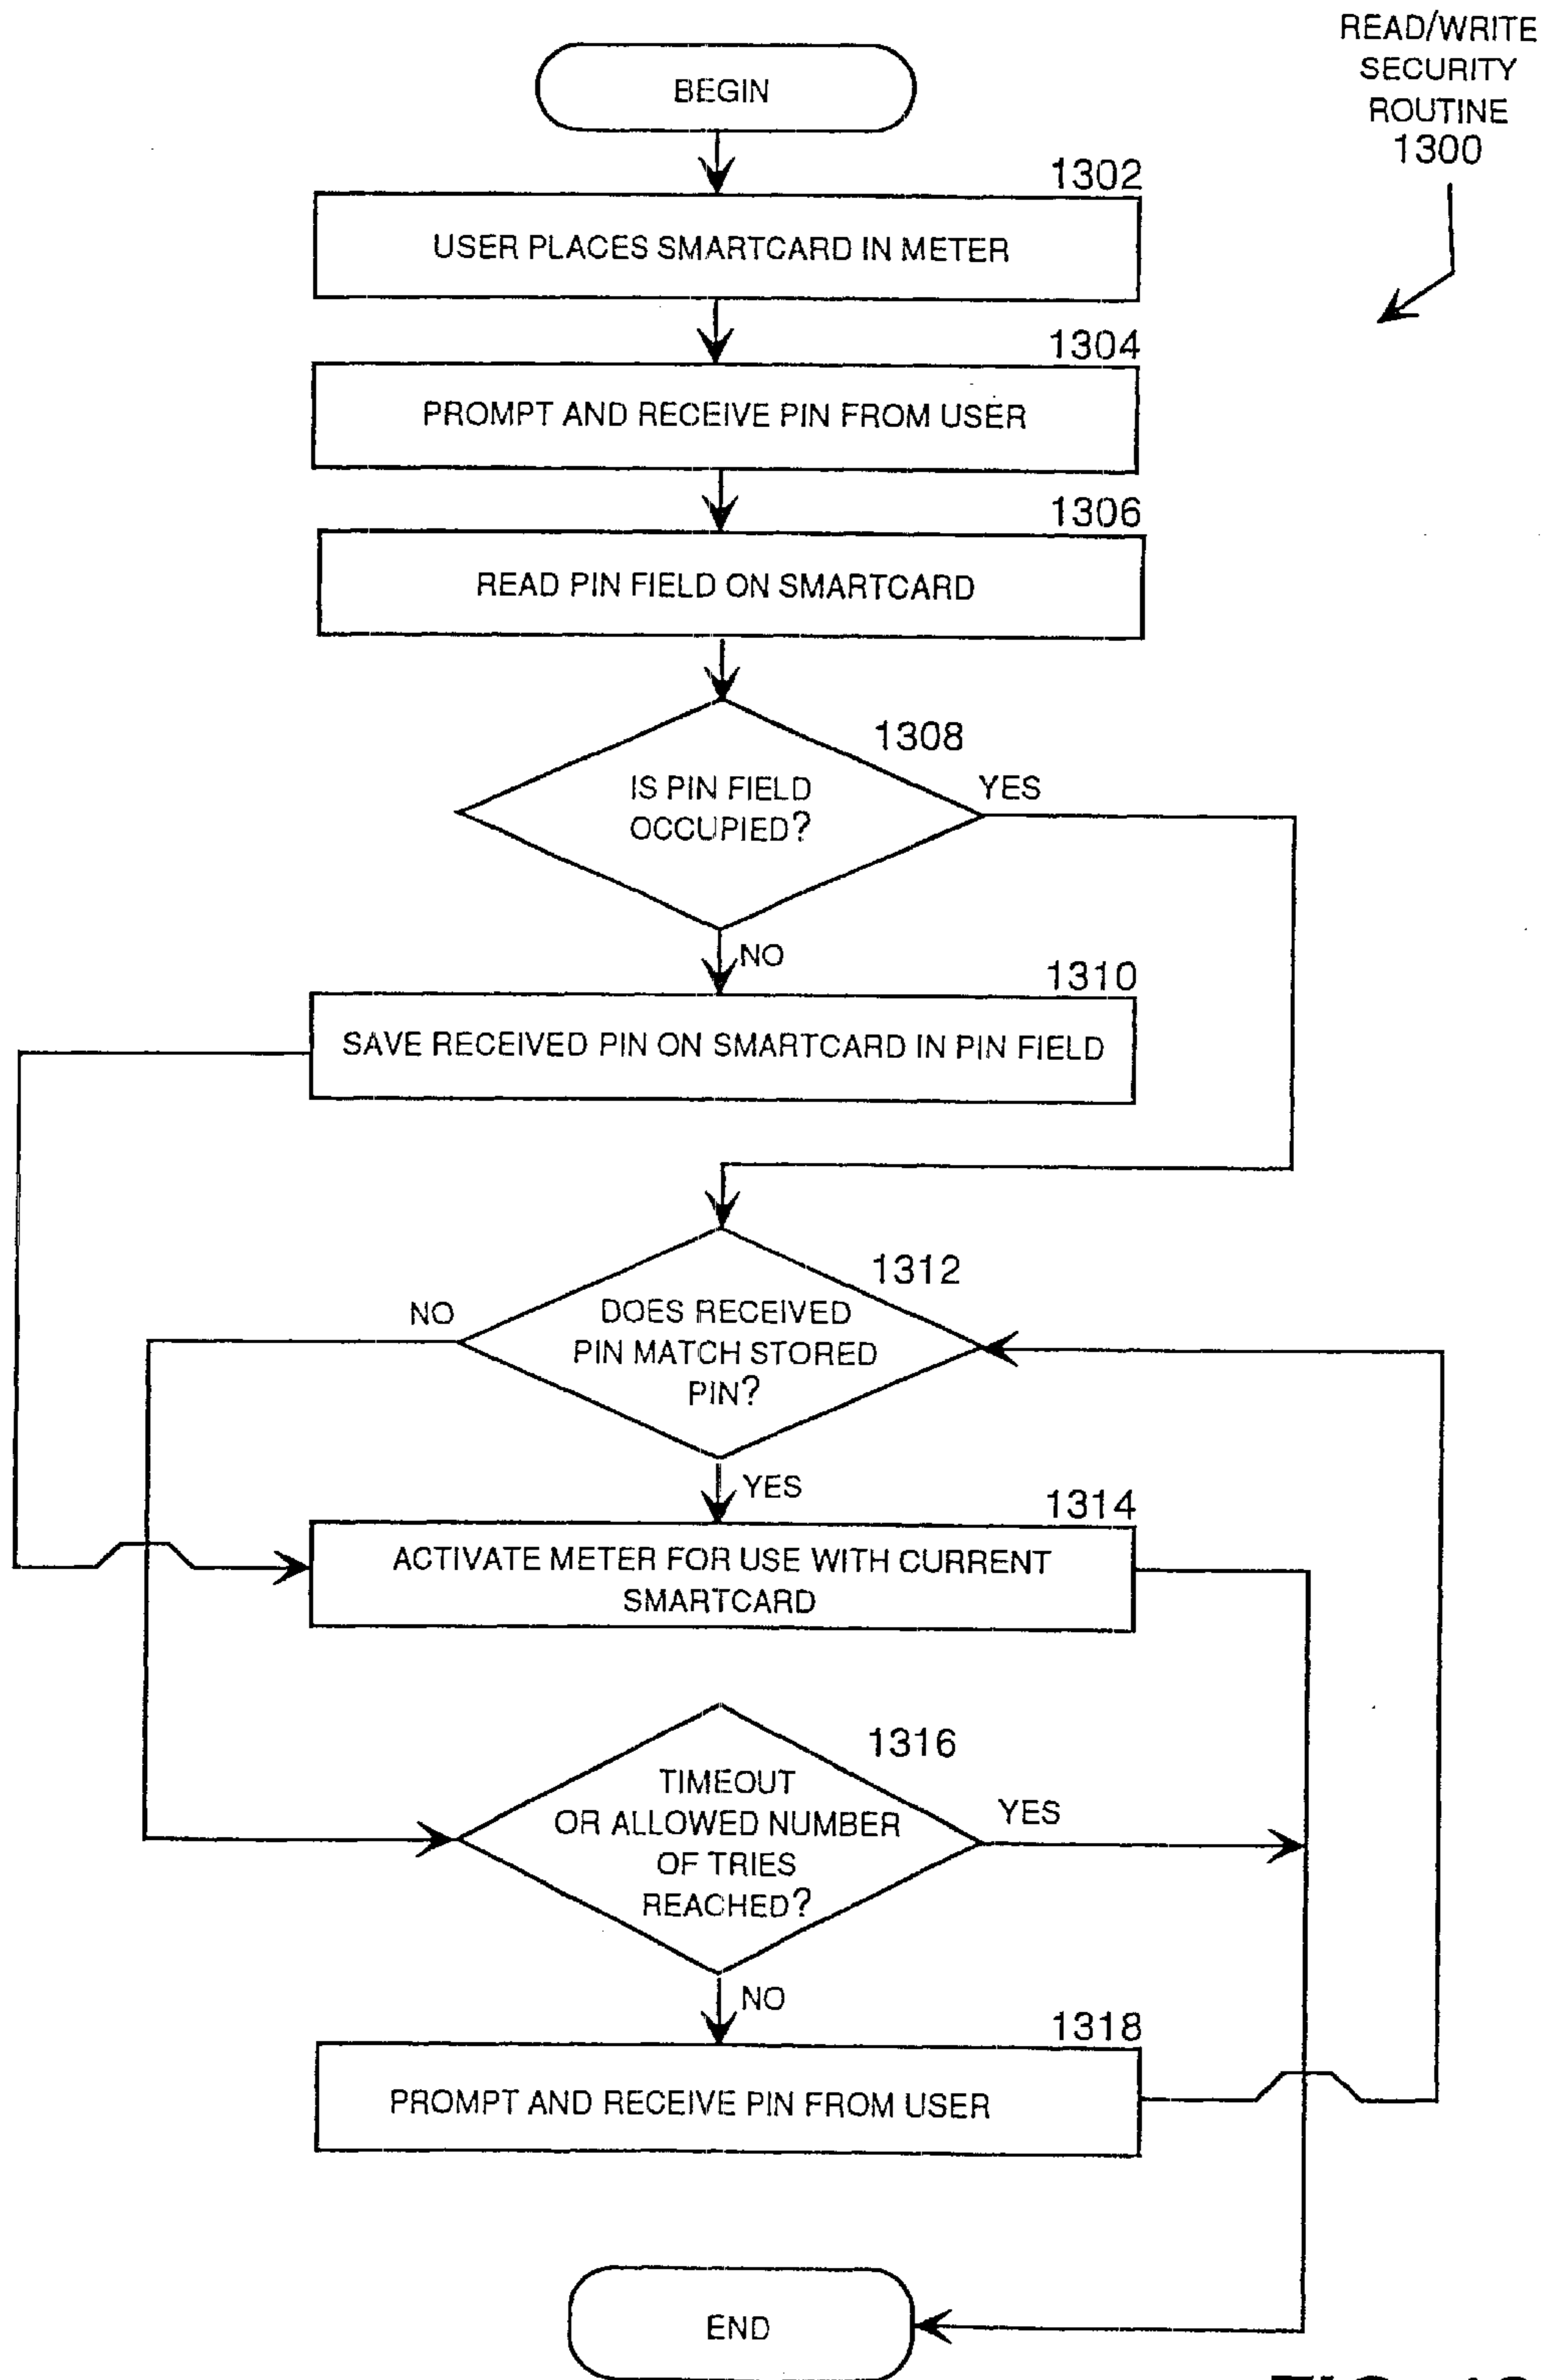 READ/WRITE
SECURITY
ROUTINE
1300
BEGIN
1302
USER PLACES SMARTCARD IN METER
1304
PROMPT AND RECEIVE PIN FROM USER
1306
READ PIN FIELD ON SMARTCARD
1308
IS PIN FIELD
OCCUPIED?
YES
NO
1310
SAVE RECEIVED PIN ON SMARTCARD IN PIN FIELD
1312
NO
DOES RECEIVED
PIN MATCH STORED
PIN?
YES
1314
ACTIVATE METER FOR USE WITH CURRENT
SMARTCARD
1316
TIMEOUT
OR ALLOWED NUMBER
OF TRIES
REACHED?
YES
NO
1318
PROMPT AND RECEIVE PIN FROM USER
END